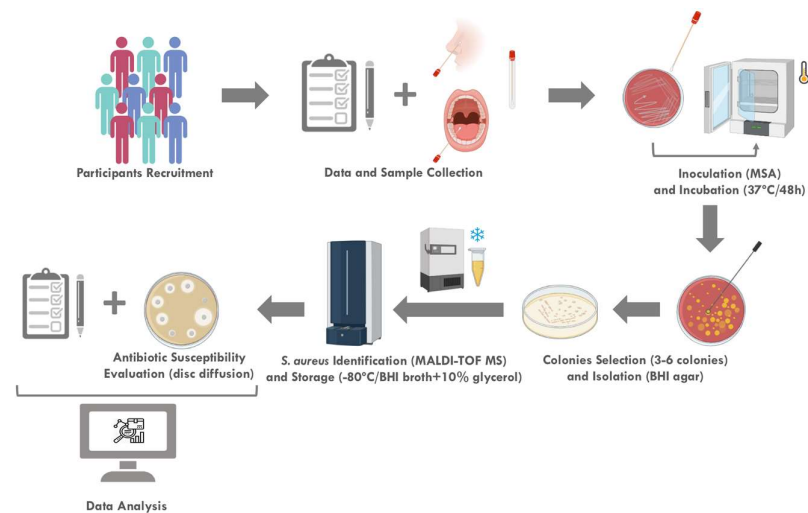 Participants Recruitment
Data and Sample Collection
Inoculation (MSA)
and Incubation (37°C/48h)
Colonies Selection (3-6 colonies)
and Isolation (BHI agar)
S. aureus Identification (MALDI-TOF MS)
and Storage (-80°C/BHI broth+10% glycerol)
Antibiotic Susceptibility
Evaluation (disc diffusion)
Data Analysis